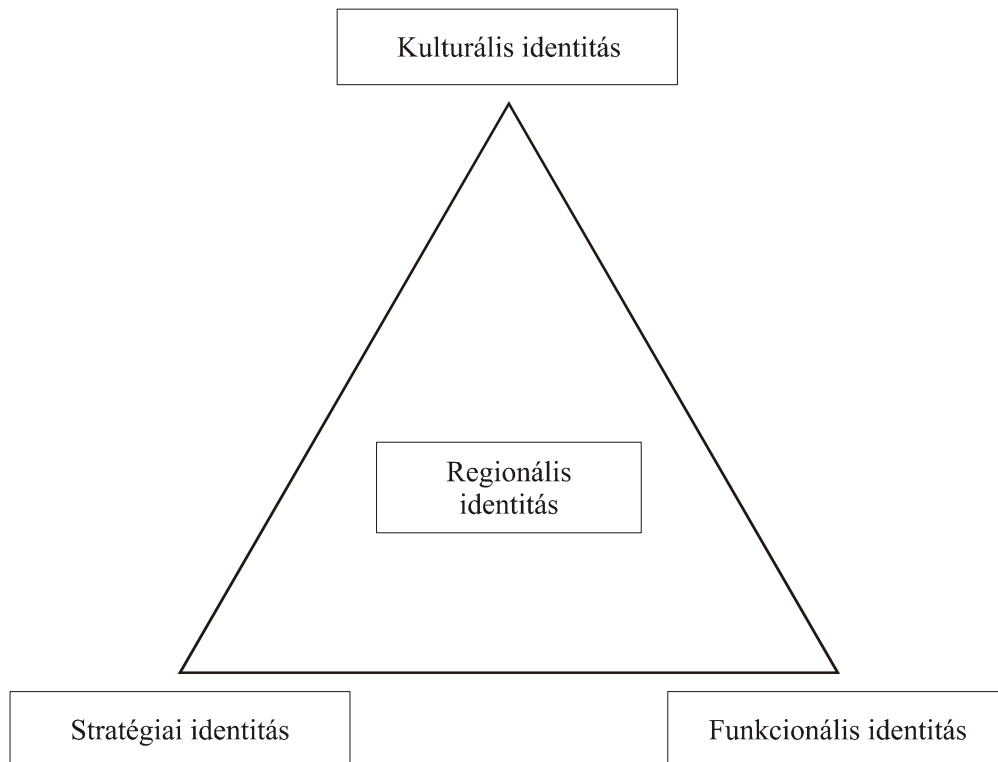 Kulturális identitás
Regionális
identitás
Stratégiai identitás
Funkcionális identitás